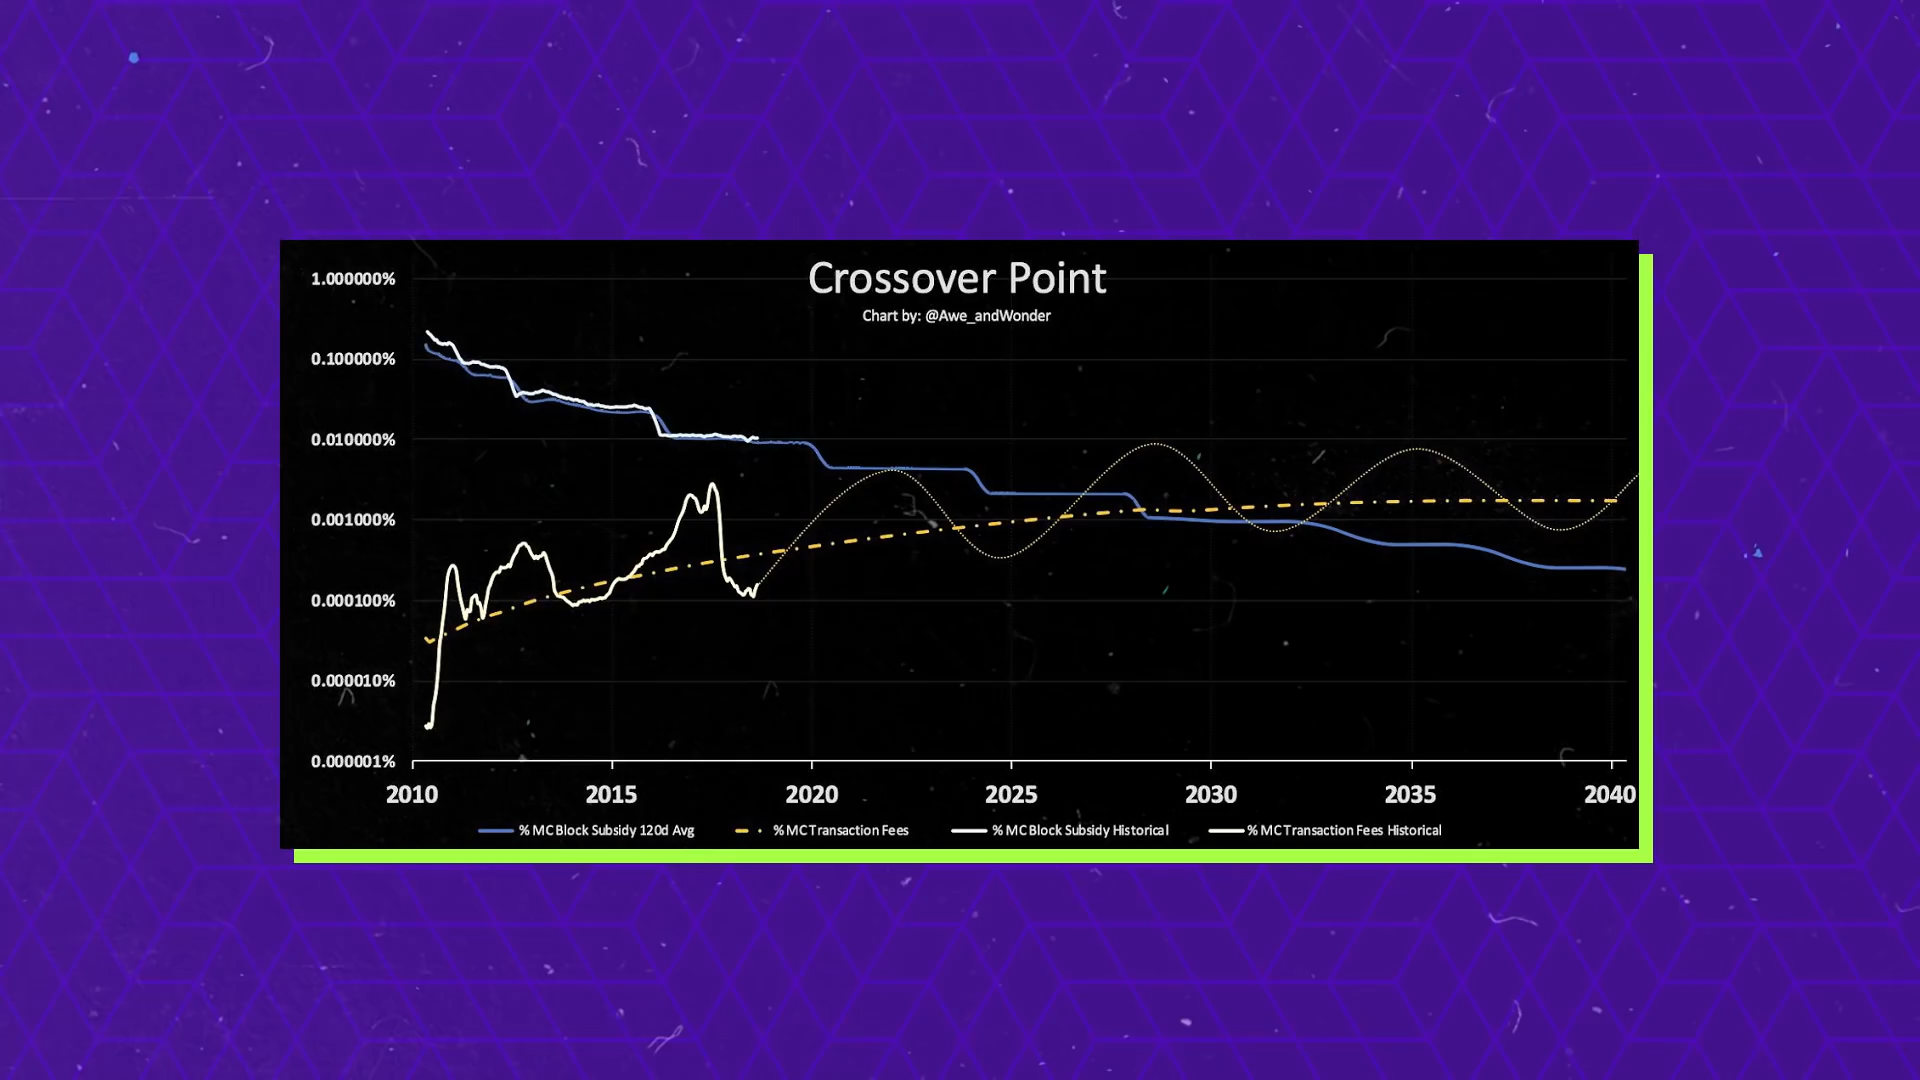 Crossover Point
Chart by: @Awe_andWonder
1.000000%
0.100000%
0.010000%
0.001000%
0.000100%
0.000010%
0.000001%
2010 2015 2020 2025 2030 2035 2040
% MC Block Subsidy 120d Avg % MC Transaction Fees % MC Block Subsidy Historical % MC Transaction Fees Historical